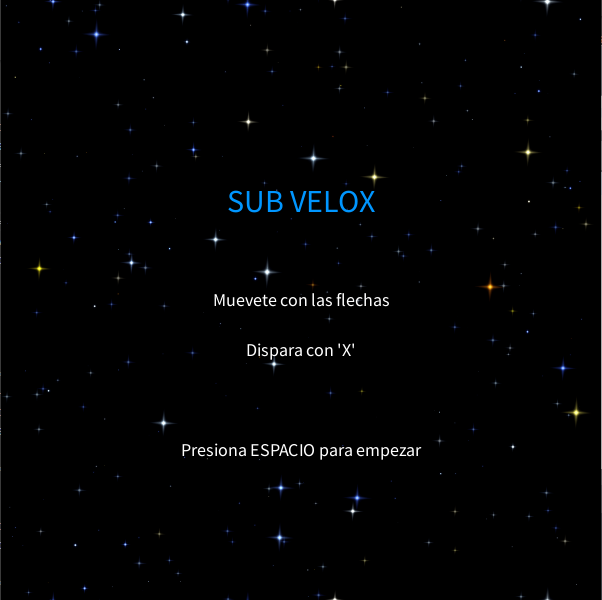 SUB VELOX
Muevete con las flechas
Dispara con 'X'
Presiona ESPACIO para empezar